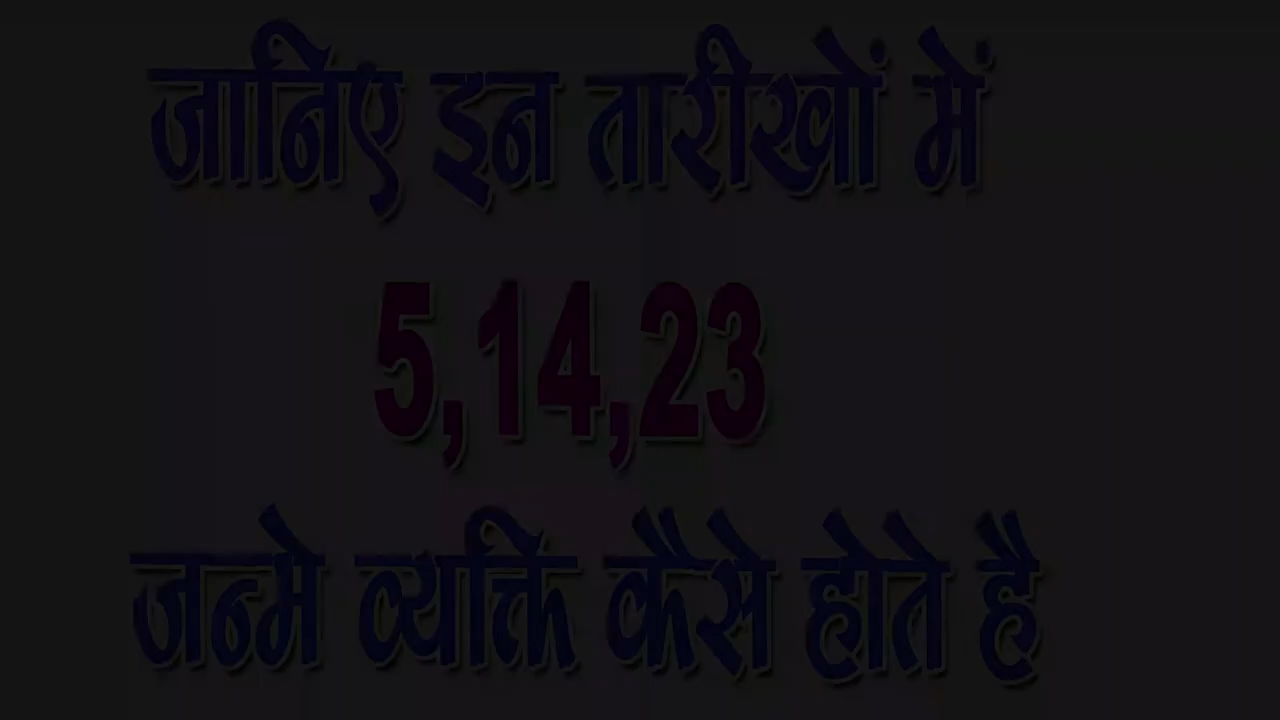 जानिए इन तारीखों में
5,14,23
जन्मे व्यक्ति कैसे होते है